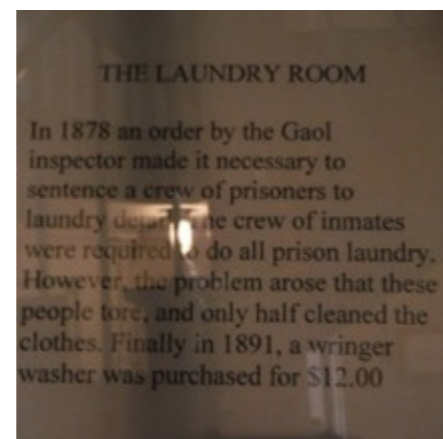 THE LAUNDRY ROOM
In 1878 an order by the Gaol
inspector made it necessary to
sentence a crew of prisoners to
laundry crew of inmates
were required to do all prison laundry.
However, the problem arose that these
people tore, and only half cleaned the
clothes. Finally in 1891, a wringer
washer was purchased for $12.00